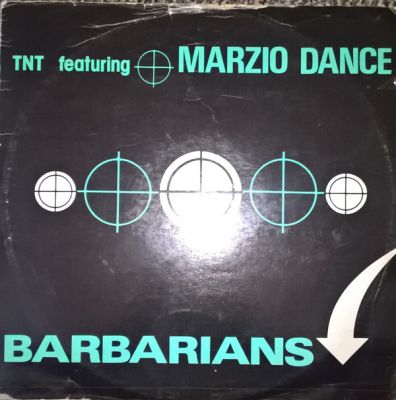 TNT featuring MARZIO DANCE
BARBARIANS